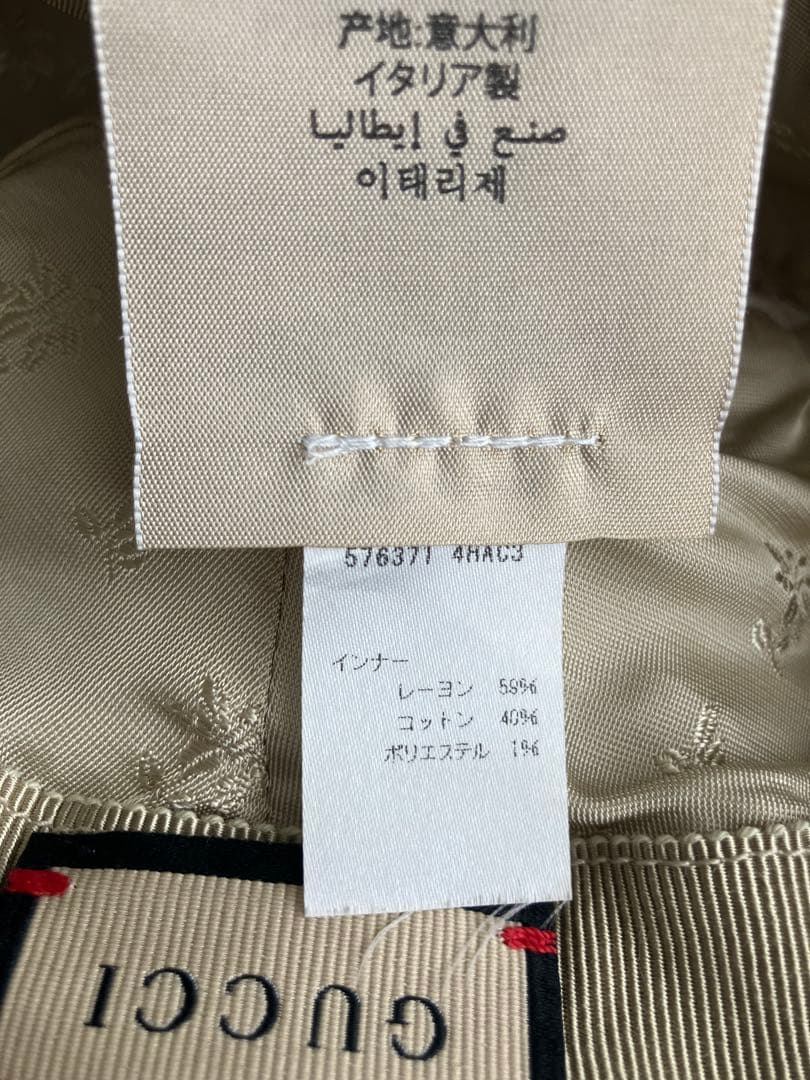 产地:意大利
イタリア製
صنع في إيطاليا
이태리제
576371 4HAC3
インナー
レーヨン 59%
コットン 40%
ポリエステル 1%
GUCCI